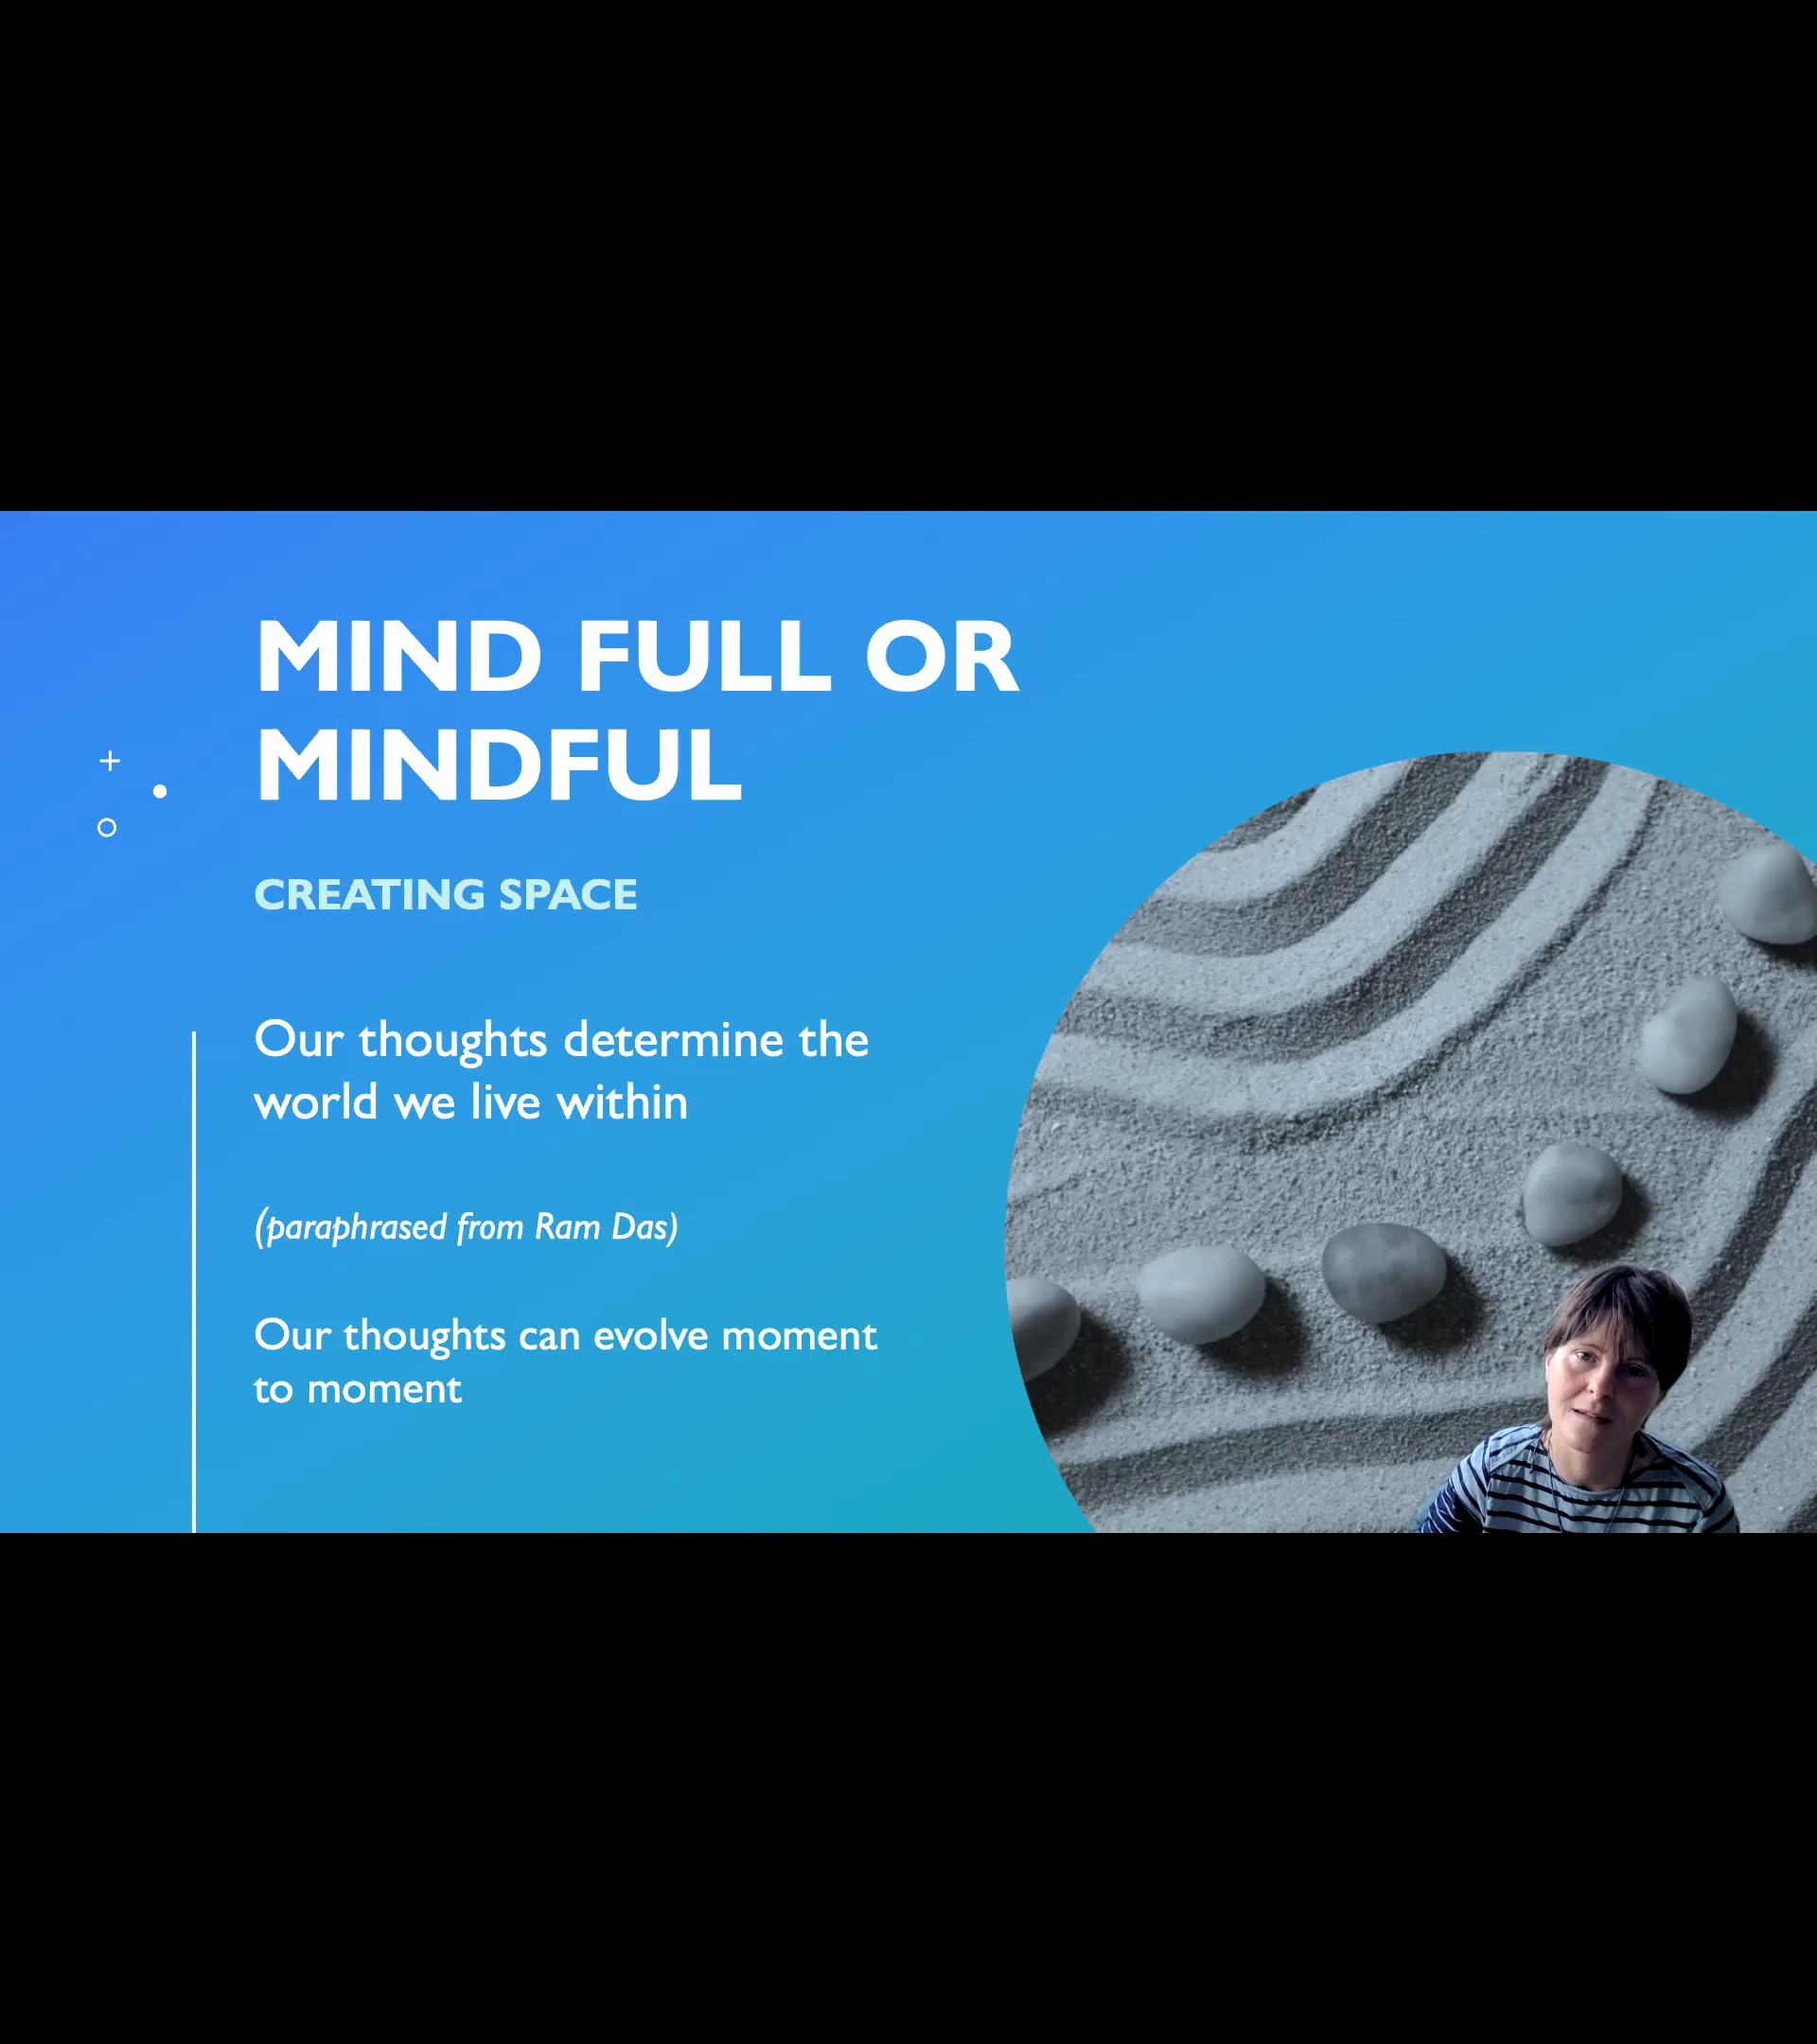 MIND FULL OR
MINDFUL
CREATING SPACE
Our thoughts determine the
world we live within
(paraphrased from Ram Das)
Our thoughts can evolve moment
to moment